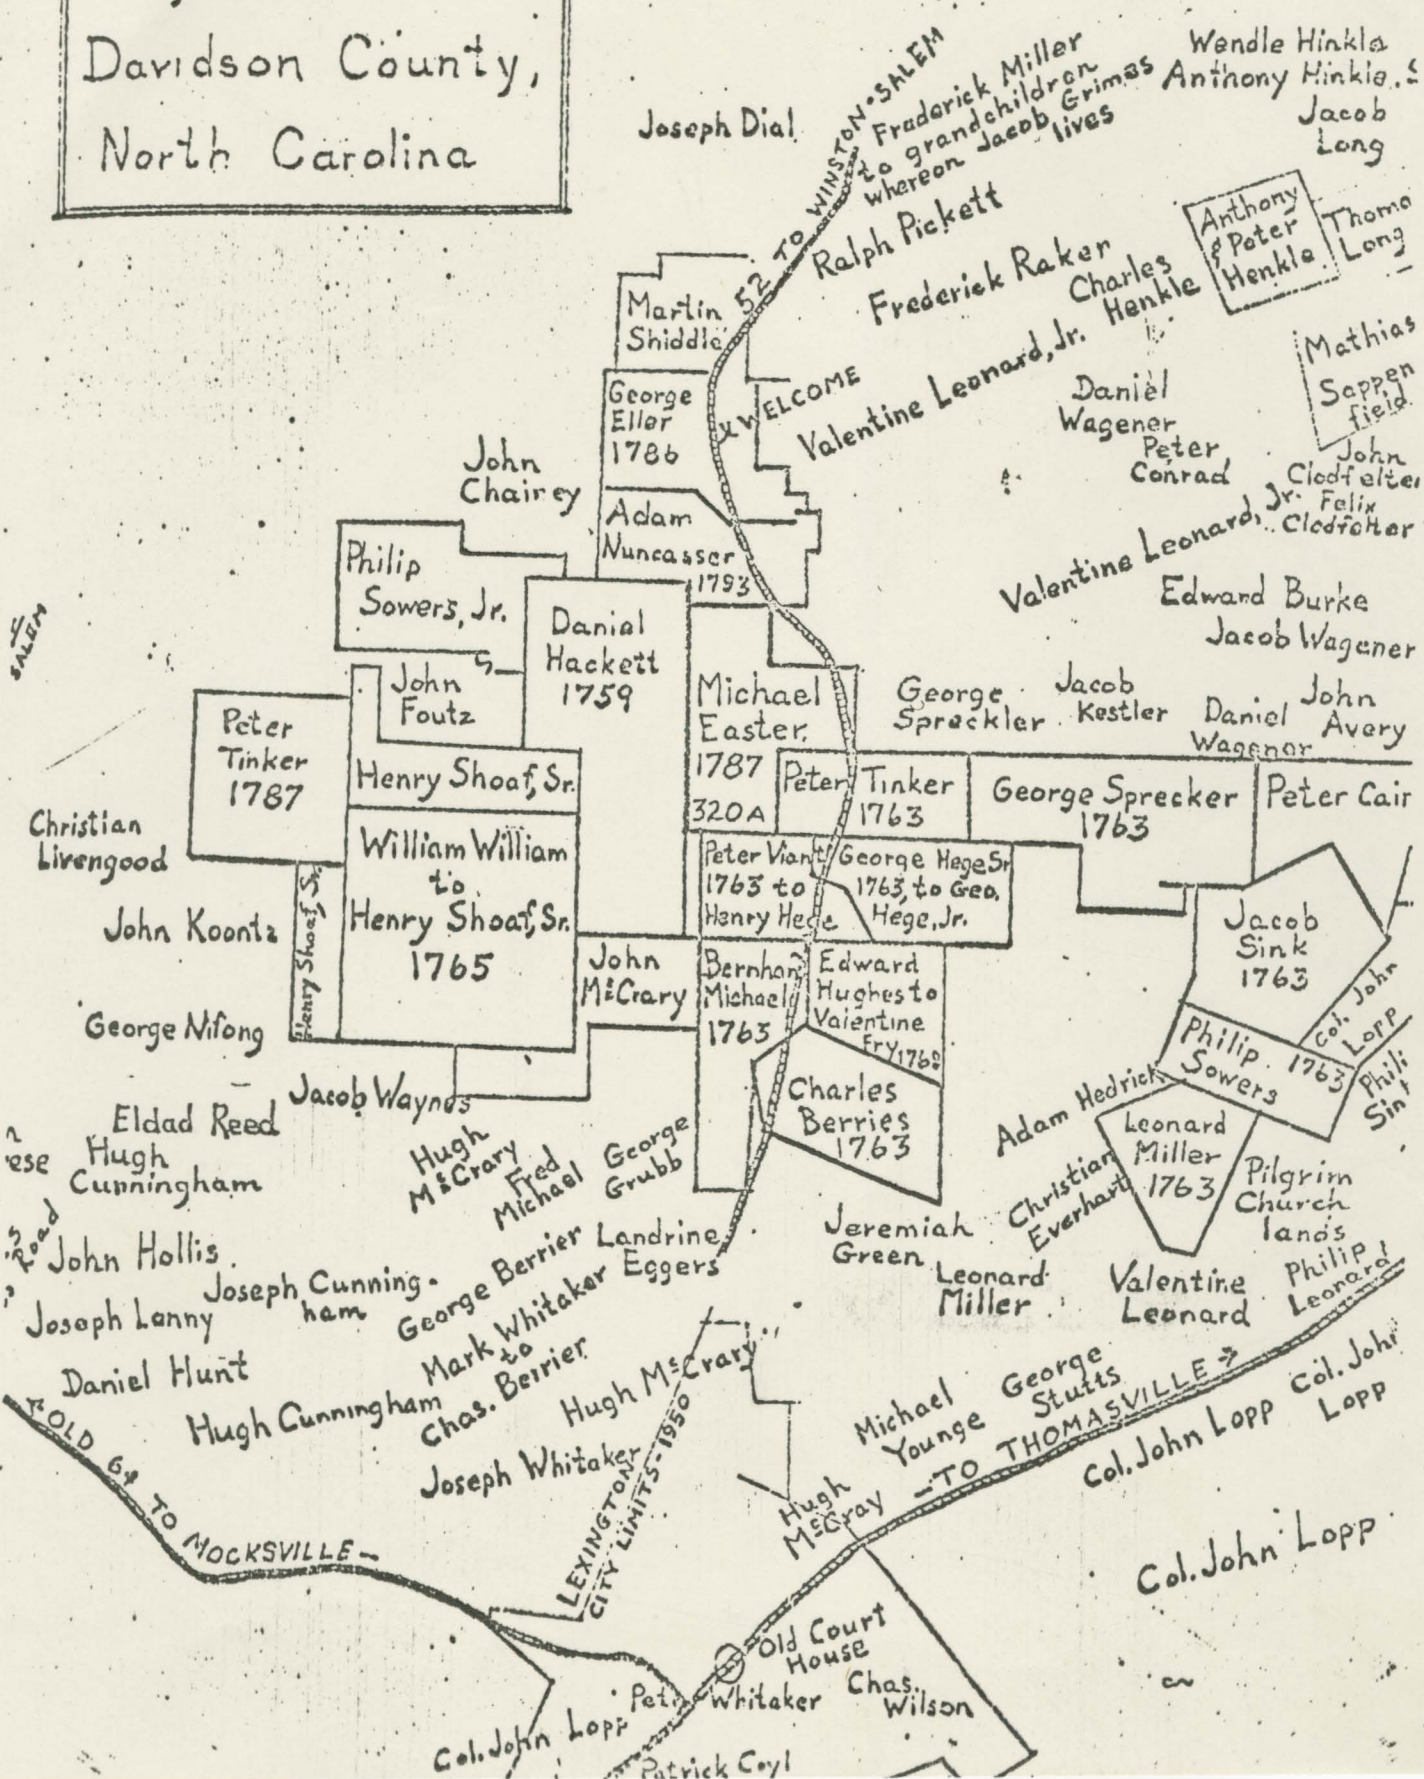 Davidson County,
North Carolina
Joseph Dial
52 TO WINSTON-SALEM
Frederick Miller
to grandchildren
whereon Jacob Grimes
lives
Wendle Hinkle
Anthony Hinkle.
Jacob
Long
Ralph Pickett
Anthony
& Peter
Henkle
Thoma
Long
Frederick Raker
Charles
Henkle
Martin
Shiddle
Mathias
Sappen
field
George
Eller
1786
WELCOME
Valentine Leonard, Jr.
Daniel
Wagener
Peter
Conrad
John
Clodfelter
Felix
Clodfelter
John
Chairey
Adam
Nuncasser
1793
Valentine Leonard, Jr.
Philip
Sowers, Jr.
Edward Burke
Jacob Wagener
SALEM
Daniel
Hackett
1759
John
Foutz
Michael
Easter.
1787
320A
George
Spreckler
Jacob
Kestler
Daniel
Wagener
John
Avery
Peter
Tinker
1787
Henry Shoaf, Sr.
Peter Tinker
1763
George Sprecker
1763
Peter Cair
Christian
Livengood
William William
to
Henry Shoaf, Sr.
1765
Peter Viant
1763 to
Henry Hege
George Hege Sr
1763, to Geo.
Hege, Jr.
John Koontz
Henry Shoaf, Sr.
Jacob
Sink
1763
John
McCrary
Bernhan
Michael
1763
Edward
Hughes to
Valentine
Fry 176
Col. John
Lopp
George Nifong
Philip
Sowers
1763
Phili
Sin
Jacob Waynes
Charles
Berries
1763
Adam Hedrick
Eldad Reed
ese
Hugh
Cunningham
Hugh
McCrary
Fred
Michael
George
Grubb
Leonard
Miller
1763
Christian
Everhart
Pilgrim
Church
lands
s Road
John Hollis
Jeremiah
Green
George Berrier
Landrine
Eggers
Joseph Cunning-
ham
Leonard
Miller
Valentine
Leonard
Philip
Leonard
Joseph Lanny
Mark Whitaker
to
Chas. Berrier
Daniel Hunt
Hugh McCrary
Michael
Younge
George
Stutts
Col. John
Lopp
Hugh Cunningham
OLD 64 TO MOCKSVILLE-
-TO THOMASVILLE
Col. John Lopp
Joseph Whitaker
Hugh
McCray
LEXINGTON
CITY LIMITS-1950
Col. John Lopp
Old Court
House
Pet. Whitaker
Chas.
Wilson
Col. John Lopp
Patrick Coyl